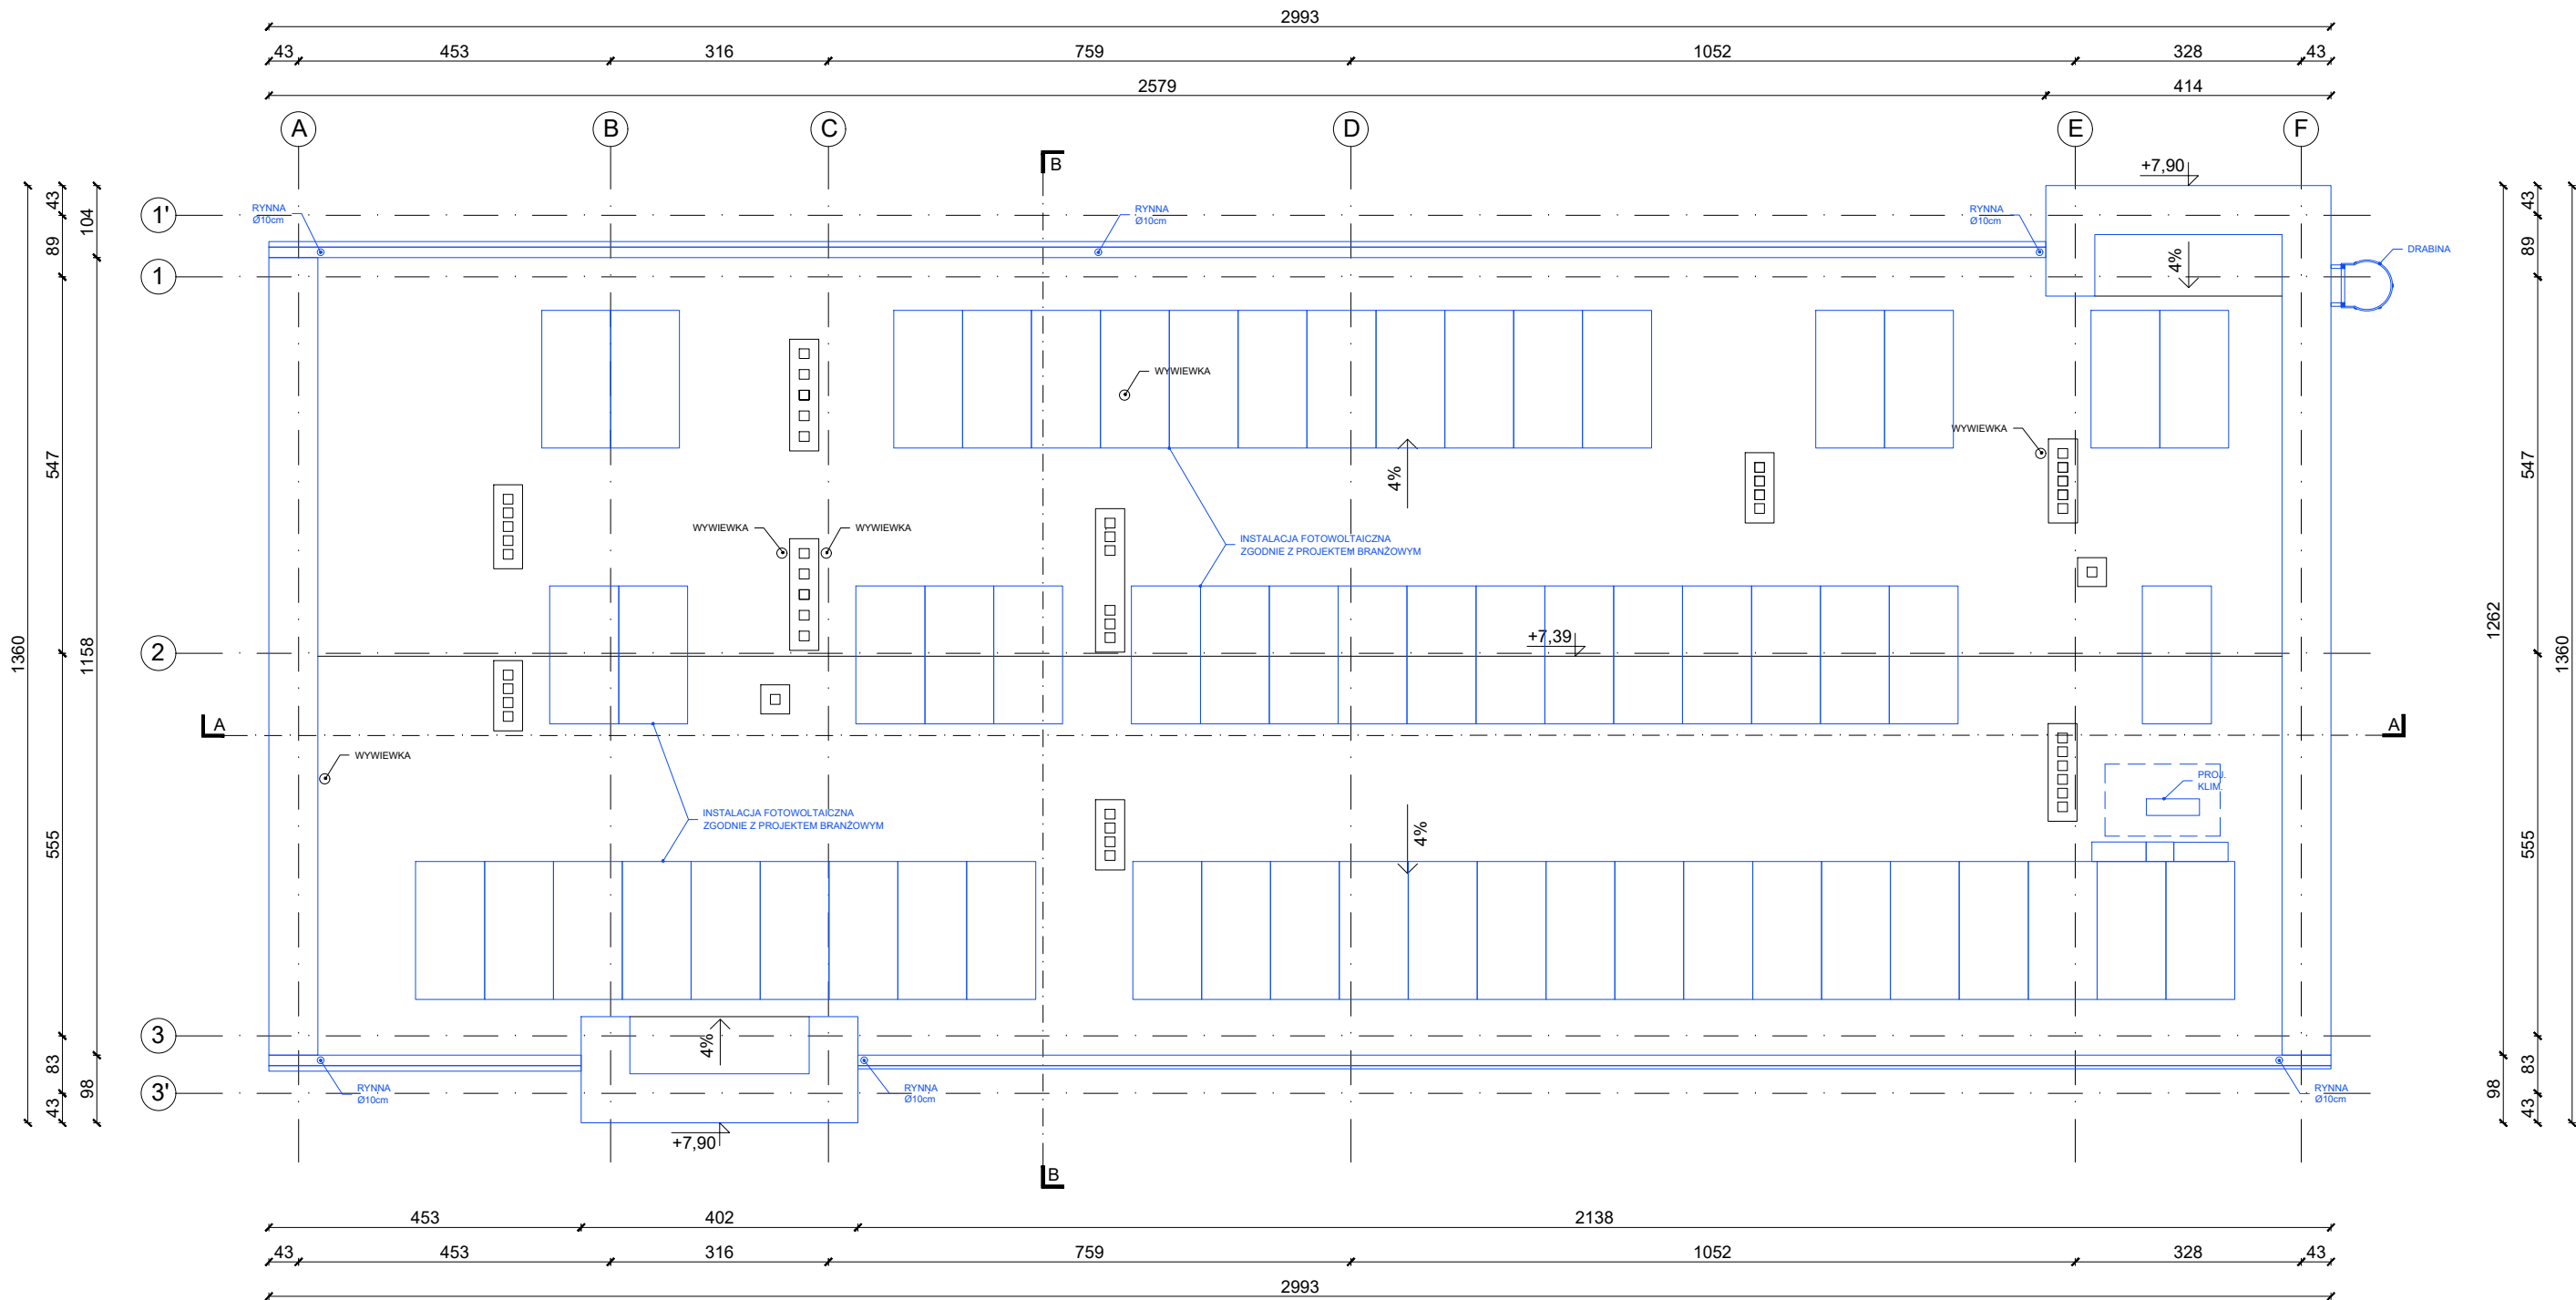 2993
43 453 316 759 1052 328 43
2579 414
A B C D E F
B
+7,90
1'
RYNNA
Ø10cm
RYNNA
Ø10cm
RYNNA
Ø10cm
43
104
89
43
89
DRABINA
4%
1
WYWIEWKA
WYWIEWKA
547
4%
547
WYWIEWKA
WYWIEWKA
INSTALACJA FOTOWOLTAICZNA
ZGODNIE Z PROJEKTEM BRANŻOWYM
1360
1158
1262
1360
2
+7,39
A
A
WYWIEWKA
PROJ.
KLIM.
INSTALACJA FOTOWOLTAICZNA
ZGODNIE Z PROJEKTEM BRANŻOWYM
4%
555
555
3
4%
83
98
43
83
98
43
3'
RYNNA
Ø10cm
RYNNA
Ø10cm
RYNNA
Ø10cm
+7,90
B
453 402 2138
43 453 316 759 1052 328 43
2993